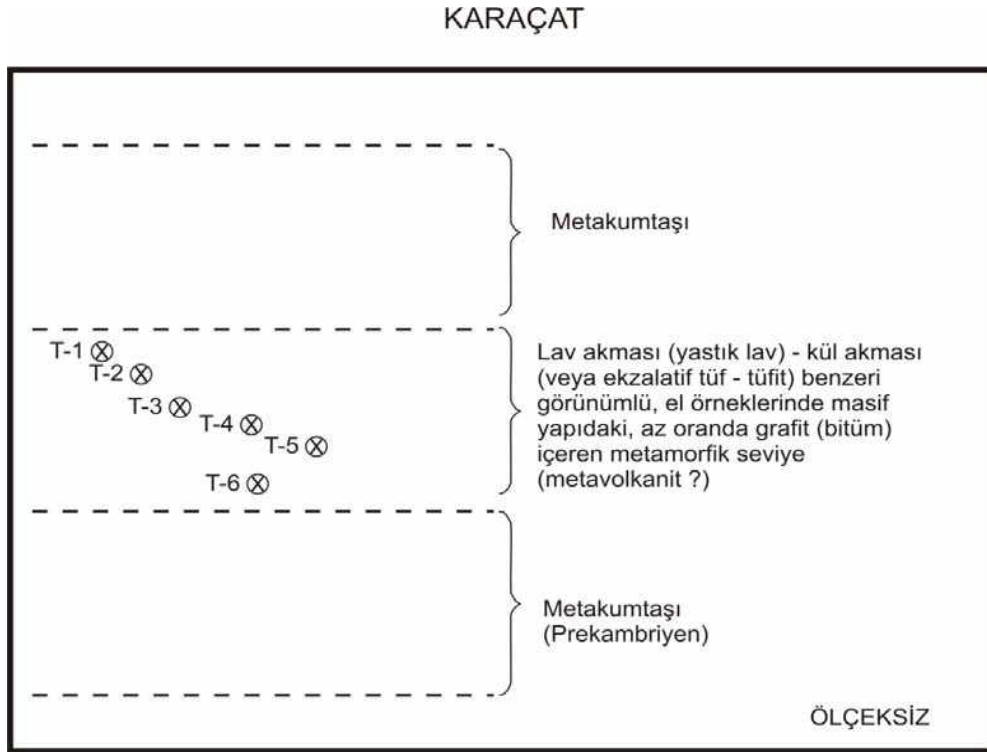 KARAÇAT
Metakumtaşı
T-1
T-2
T-3
T-4
T-5
T-6
Lav akması (yastık lav) - kül akması
(veya ekzalatif tüf - tüfit) benzeri
görünümlü, el örneklerinde masif
yapıdaki, az oranda grafit (bitüm)
içeren metamorfik seviye
(metavolkanit ?)
Metakumtaşı
(Prekambriyen)
ÖLÇEKSİZ